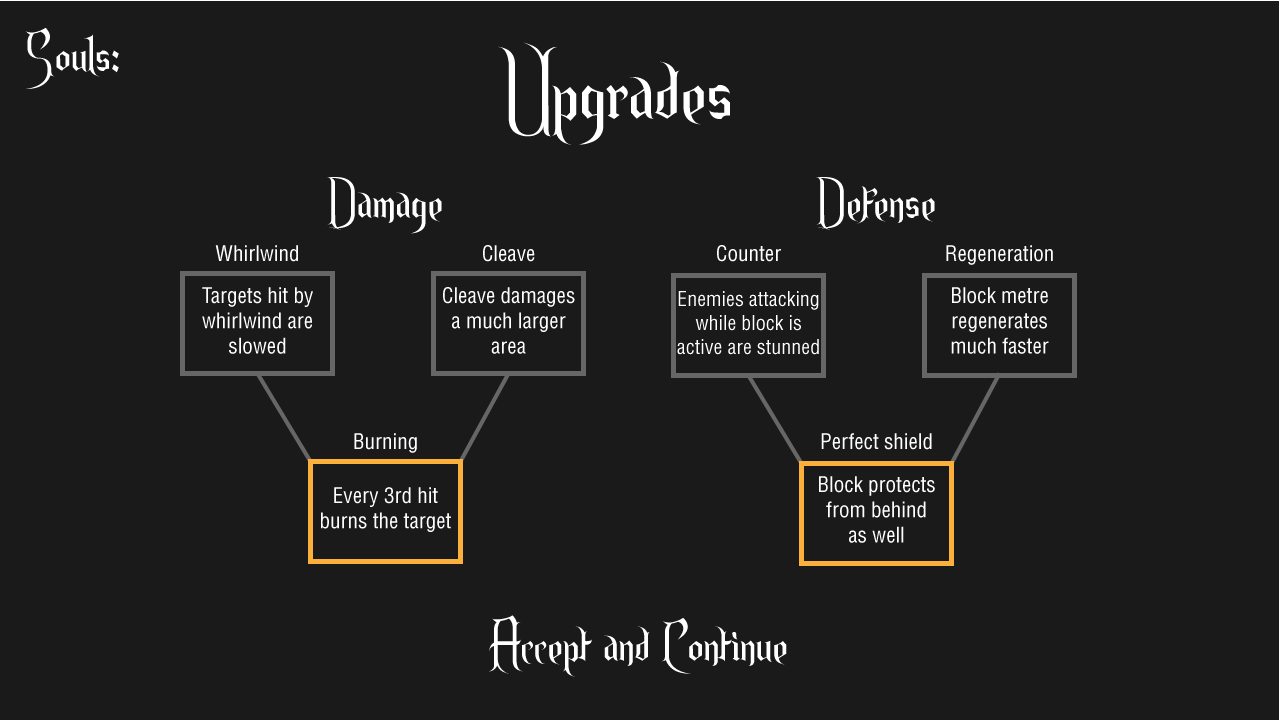 Souls:
Upgrades
Damage
Whirlwind
Targets hit by
whirlwind are
slowed
Cleave
Cleave damages
a much larger
area
Burning
Every 3rd hit
burns the target
Defense
Counter
Enemies attacking
while block is
active are stunned
Regeneration
Block metre
regenerates
much faster
Perfect shield
Block protects
from behind
as well
Accept and Continue